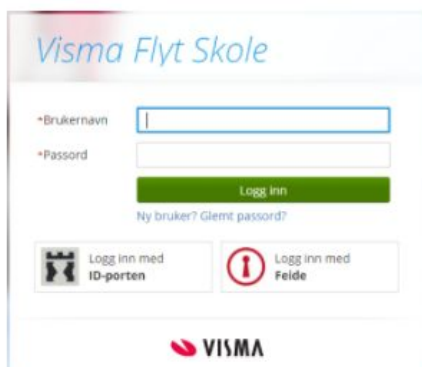 Visma Flyt Skole
*Brukernavn
*Passord
Logg inn
Ny bruker? Glemt passord?
Logg inn med
ID-porten
Logg inn med
Feide
VISMA